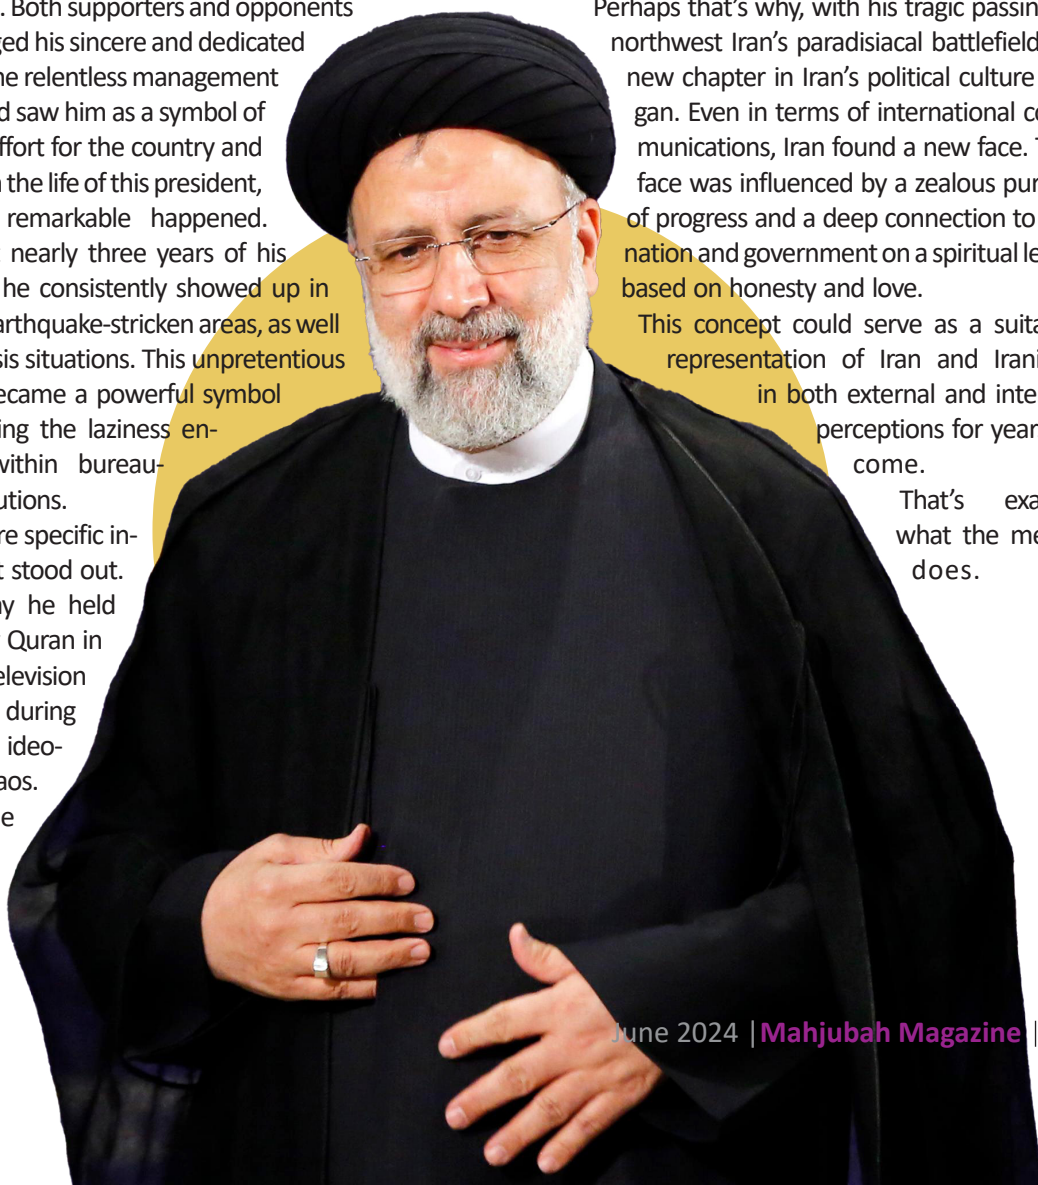 . Both supporters and opponents
ged his sincere and dedicated
he relentless management
d saw him as a symbol of
ffort for the country and
the life of this president,
remarkable happened.
nearly three years of his
he consistently showed up in
arthquake-stricken areas, as well
sis situations. This unpretentious
ecame a powerful symbol
ing the laziness en-
within bureau-
utions.
re specific in-
t stood out.
ay he held
Quran in
elevision
during
ideo-
aos.
e
Perhaps that's why, with his tragic passin
northwest Iran's paradisiacal battlefield
new chapter in Iran's political culture
gan. Even in terms of international co
munications, Iran found a new face. T
face was influenced by a zealous pur
of progress and a deep connection to
nation and government on a spiritual le
based on honesty and love.
This concept could serve as a suita
representation of Iran and Irani
in both external and inte
perceptions for year
come.
That's exa
what the me
does.
June 2024 |Mahjubah Magazine |